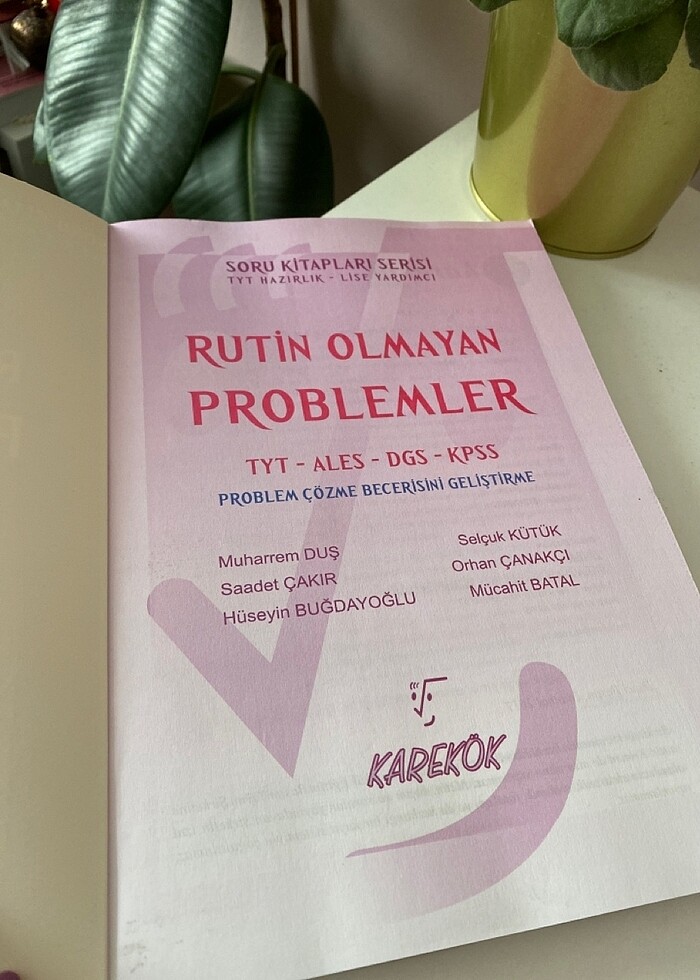 SORU KİTAPLARI SERİSİ
TYT HAZIRLIK - LİSE YARDIMCI
RUTİN OLMAYAN
PROBLEMLER
TYT - ALES - DGS - KPSS
PROBLEM ÇÖZME BECERİSİNİ GELİŞTİRME
Muharrem DUŞ
Saadet ÇAKIR
Hüseyin BUĞDAYOĞLU
Selçuk KÜTÜK
Orhan ÇANAKÇI
Mücahit BATAL
KAREKÖK